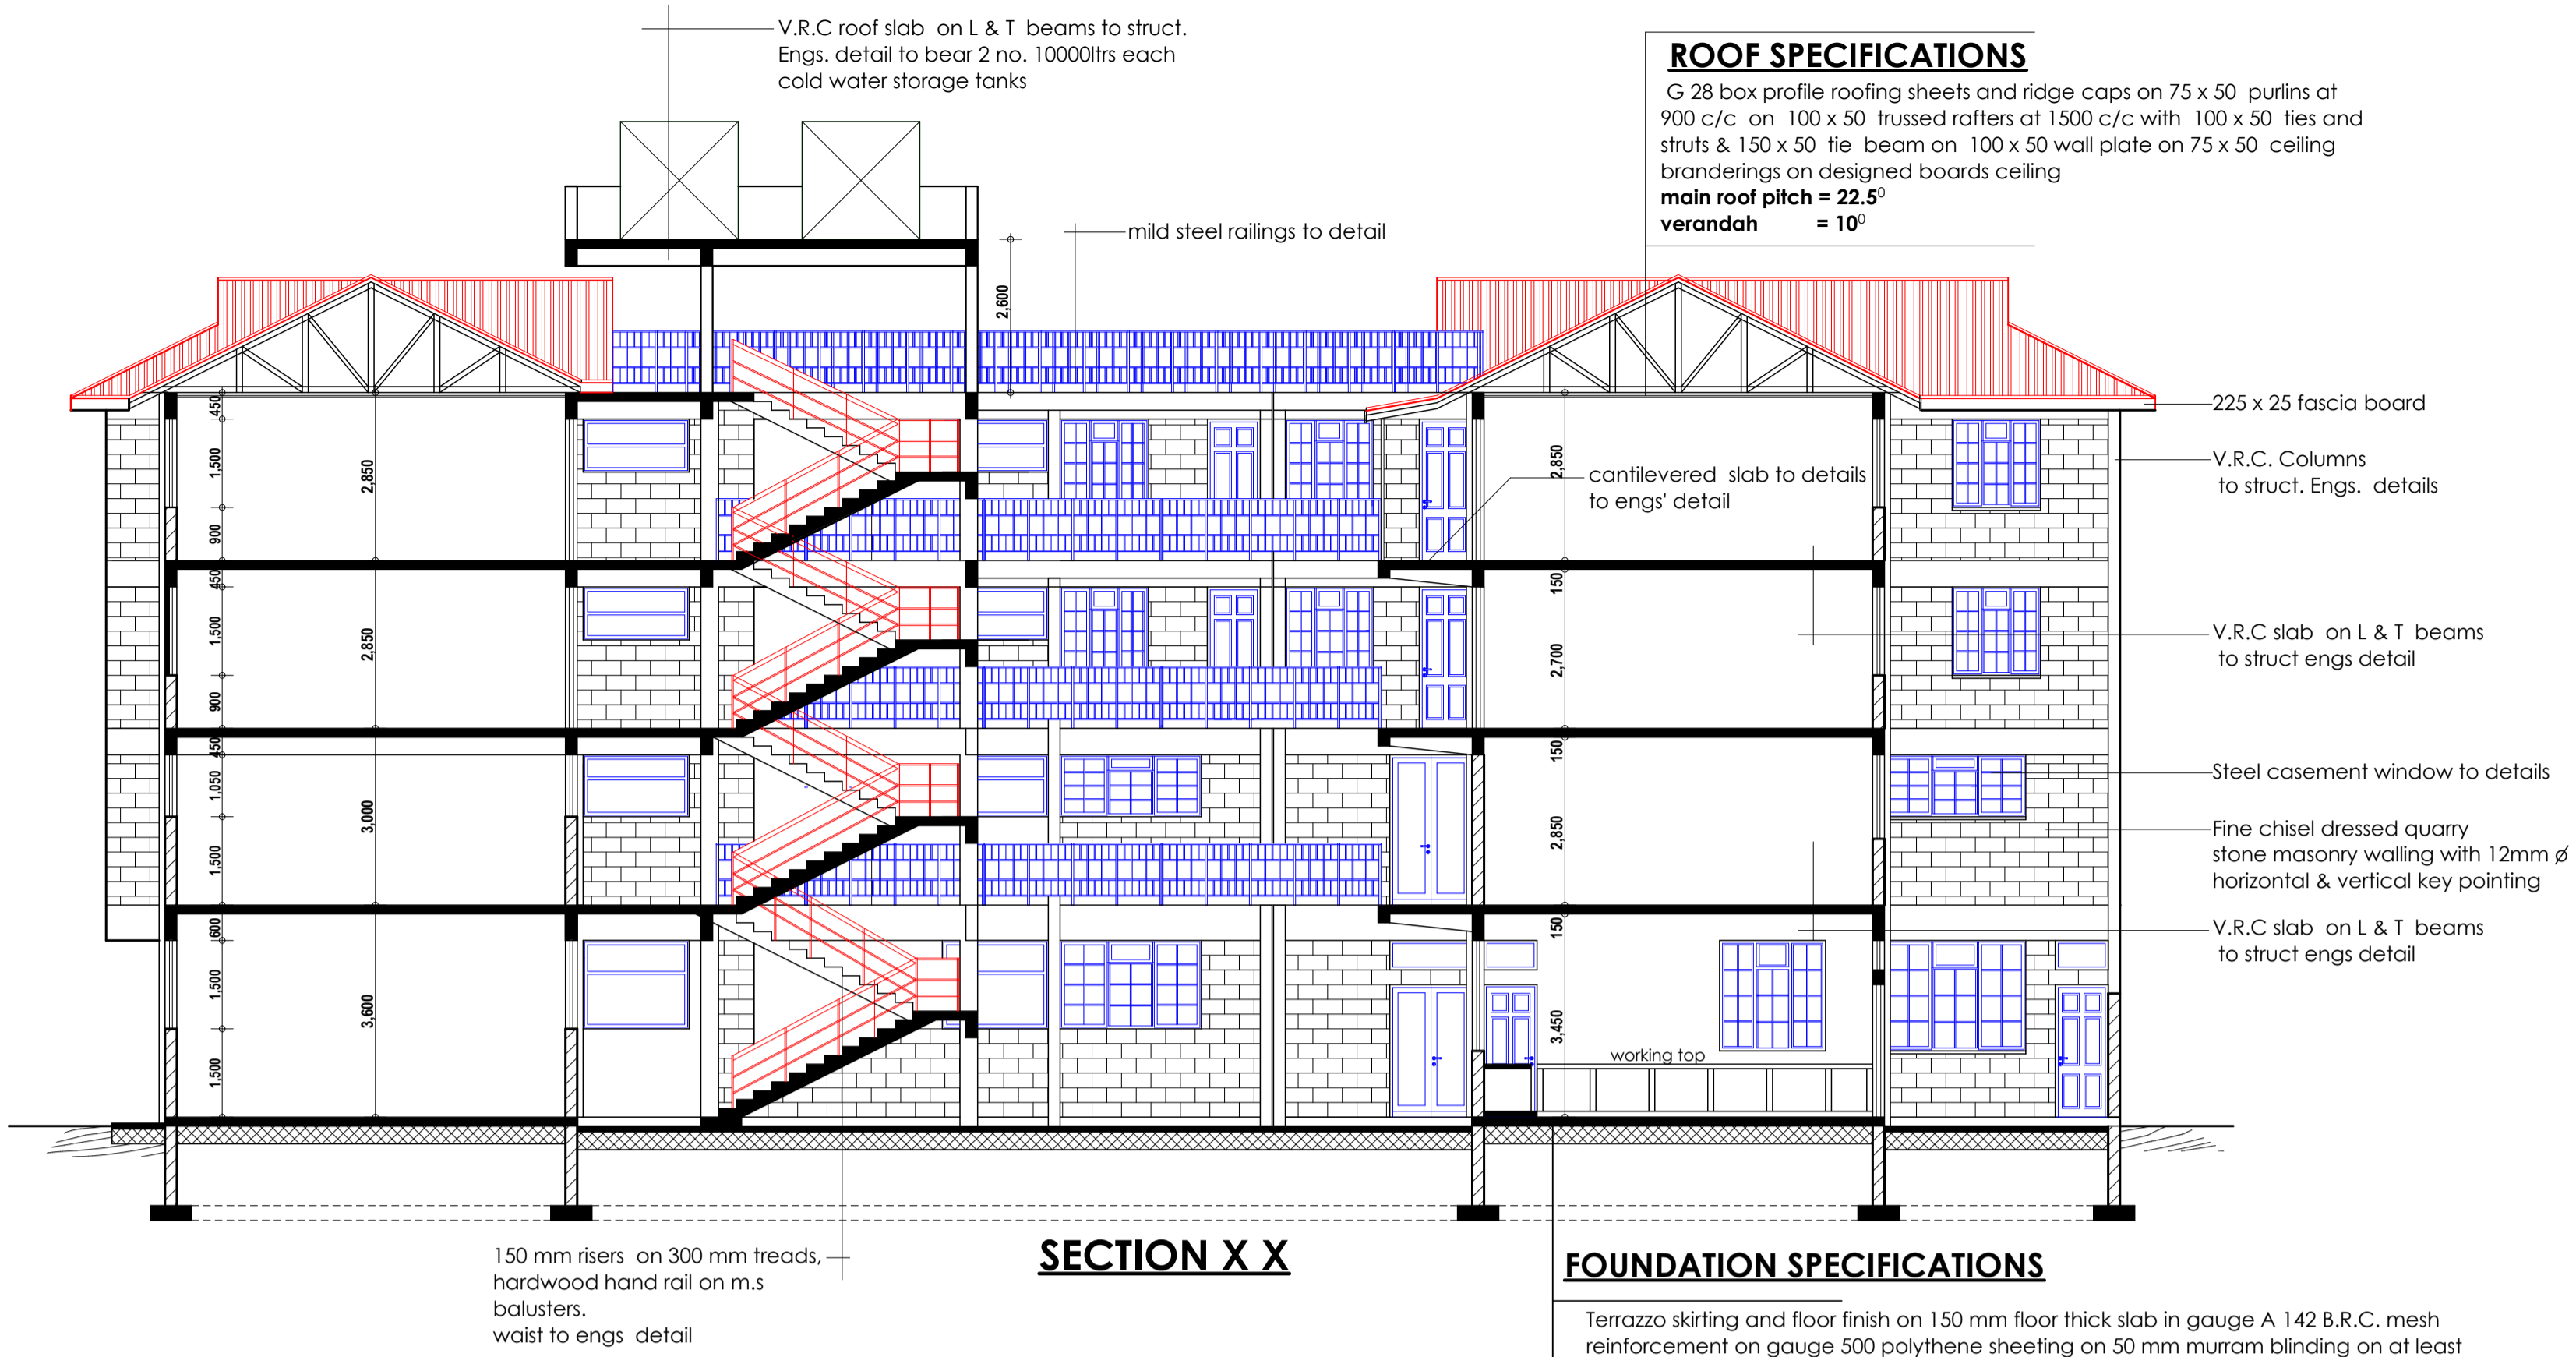 V.R.C roof slab on L & T beams to struct.
Engs. detail to bear 2 no. 10000ltrs each
cold water storage tanks
ROOF SPECIFICATIONS
G 28 box profile roofing sheets and ridge caps on 75 x 50 purlins at
900 c/c on 100 x 50 trussed rafters at 1500 c/c with 100 x 50 ties and
struts & 150 x 50 tie beam on 100 x 50 wall plate on 75 x 50 ceiling
branderings on designed boards ceiling
main roof pitch = 22.5⁰
verandah = 10⁰
mild steel railings to detail
2,600
225 x 25 fascia board
V.R.C. Columns
to struct. Engs. details
cantilevered slab to details
to engs' detail
V.R.C slab on L & T beams
to struct engs detail
Steel casement window to details
Fine chisel dressed quarry
stone masonry walling with 12mm ø
horizontal & vertical key pointing
V.R.C slab on L & T beams
to struct engs detail
450
1,500
900
450
1,500
900
450
1,050
1,500
600
1,500
1,500
2,850
2,850
3,000
3,600
2,850
150
2,700
150
2,850
150
3,450
working top
150 mm risers on 300 mm treads,
hardwood hand rail on m.s
balusters.
waist to engs detail
SECTION X X
FOUNDATION SPECIFICATIONS
Terrazzo skirting and floor finish on 150 mm floor thick slab in gauge A 142 B.R.C. mesh
reinforcement on gauge 500 polythene sheeting on 50 mm murram blinding on at least